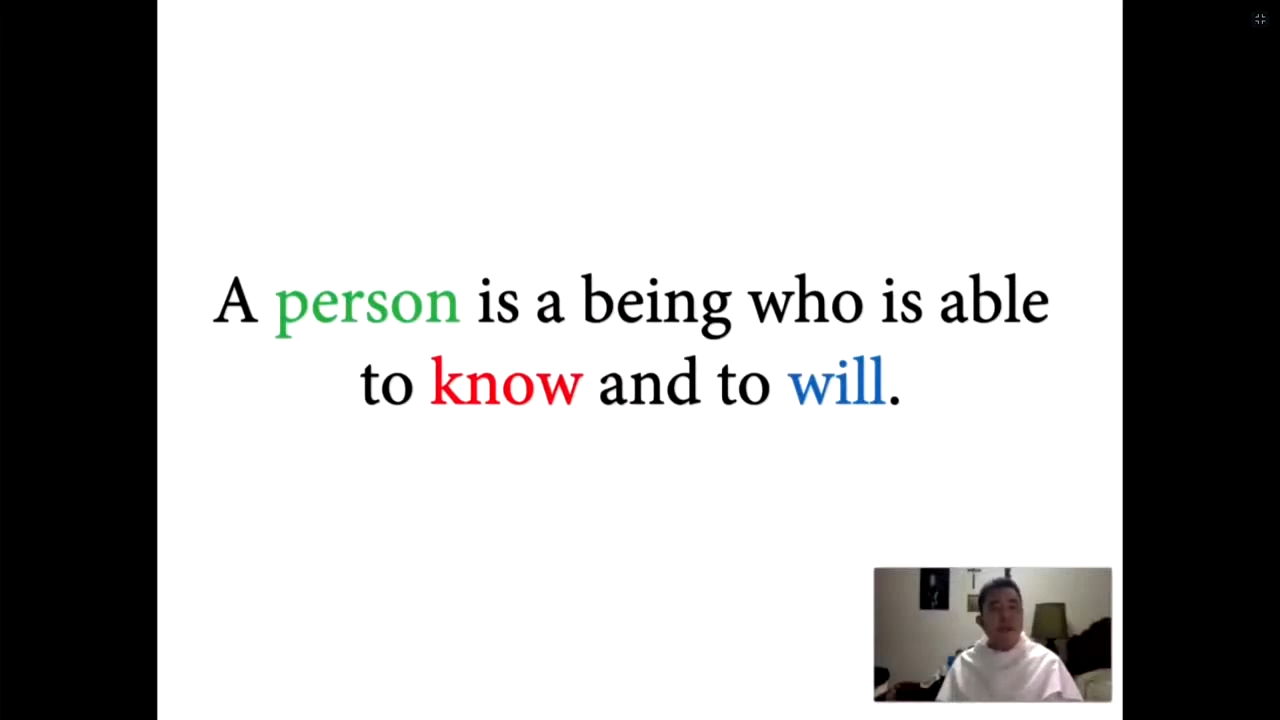 A person is a being who is able
to know and to will.